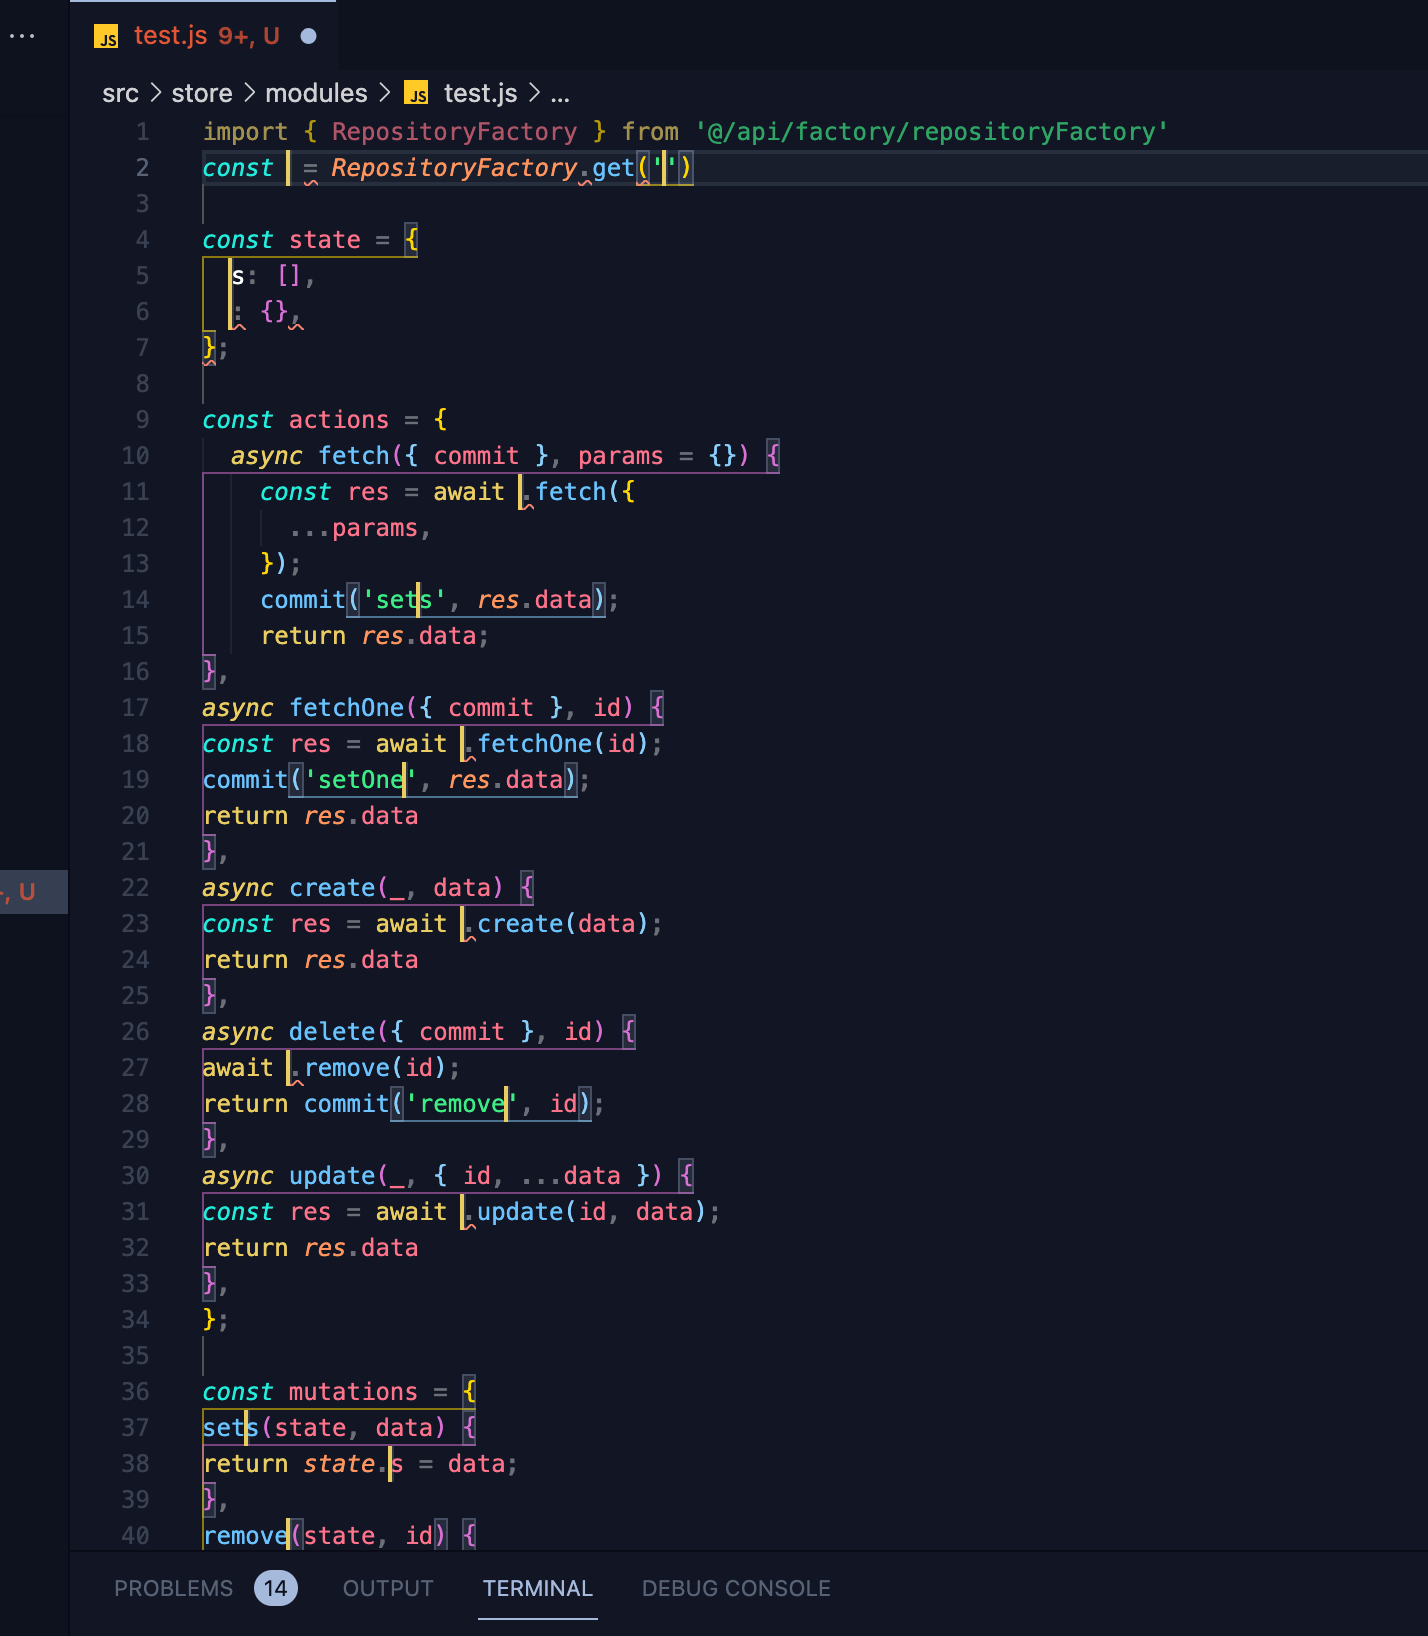 ...
JS test.js 9+, U
src > store > modules > JS test.js > ...
1 import { RepositoryFactory } from '@/api/factory/repositoryFactory'
2 const  = RepositoryFactory.get('')
3
4 const state = {
5   s: [],
6   : {},
7 };
8
9 const actions = {
10   async fetch({ commit }, params = {}) {
11     const res = await .fetch({
12       ...params,
13     });
14     commit('sets', res.data);
15     return res.data;
16 },
17 async fetchOne({ commit }, id) {
18 const res = await .fetchOne(id);
19 commit('setOne', res.data);
20 return res.data
21 },
22 async create(_, data) {
+, U
23 const res = await .create(data);
24 return res.data
25 },
26 async delete({ commit }, id) {
27 await .remove(id);
28 return commit('remove', id);
29 },
30 async update(_, { id, ...data }) {
31 const res = await .update(id, data);
32 return res.data
33 },
34 };
35
36 const mutations = {
37 sets(state, data) {
38 return state.s = data;
39 },
40 remove(state, id) {
PROBLEMS 14 OUTPUT TERMINAL DEBUG CONSOLE